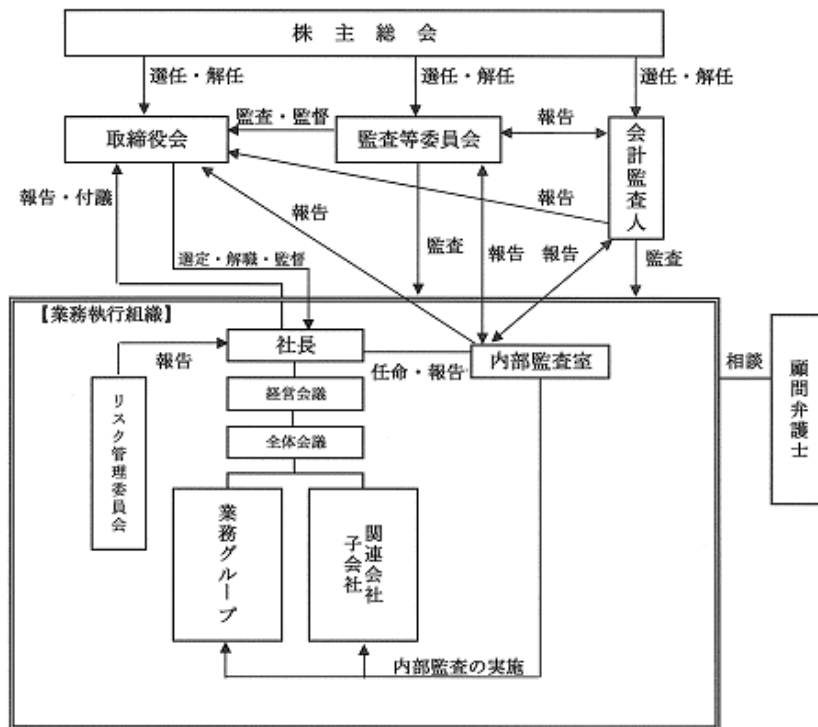 株主総会
選任・解任
選任・解任
選任・解任
取締役会
監査・監督
監査等委員会
報告
会計監査人
報告・付議
報告
報告
選定・解職・監督
監査
報告
報告
監査
【業務執行組織】
社長
報告
任命・報告
内部監査室
相談
顧問弁護士
リスク管理委員会
経営会議
全体会議
業務グループ
関連会社
子会社
内部監査の実施